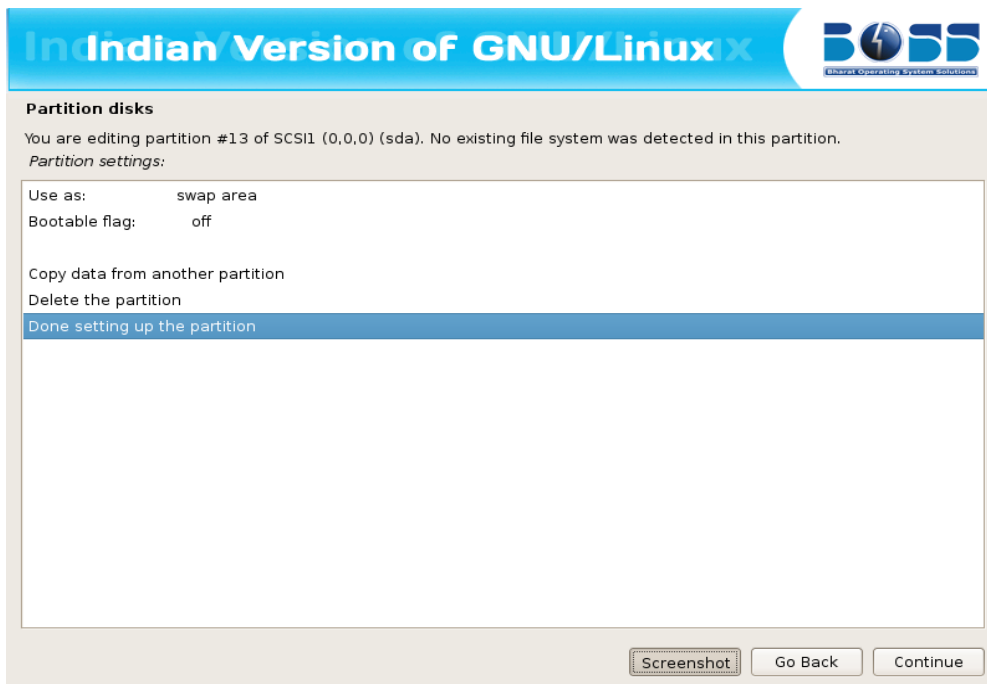 Indian Version of GNU/Linux
BOSS
Bharat Operating System Solutions
Partition disks
You are editing partition #13 of SCSI1 (0,0,0) (sda). No existing file system was detected in this partition.
Partition settings:
Use as: swap area
Bootable flag: off
Copy data from another partition
Delete the partition
Done setting up the partition
Screenshot Go Back Continue